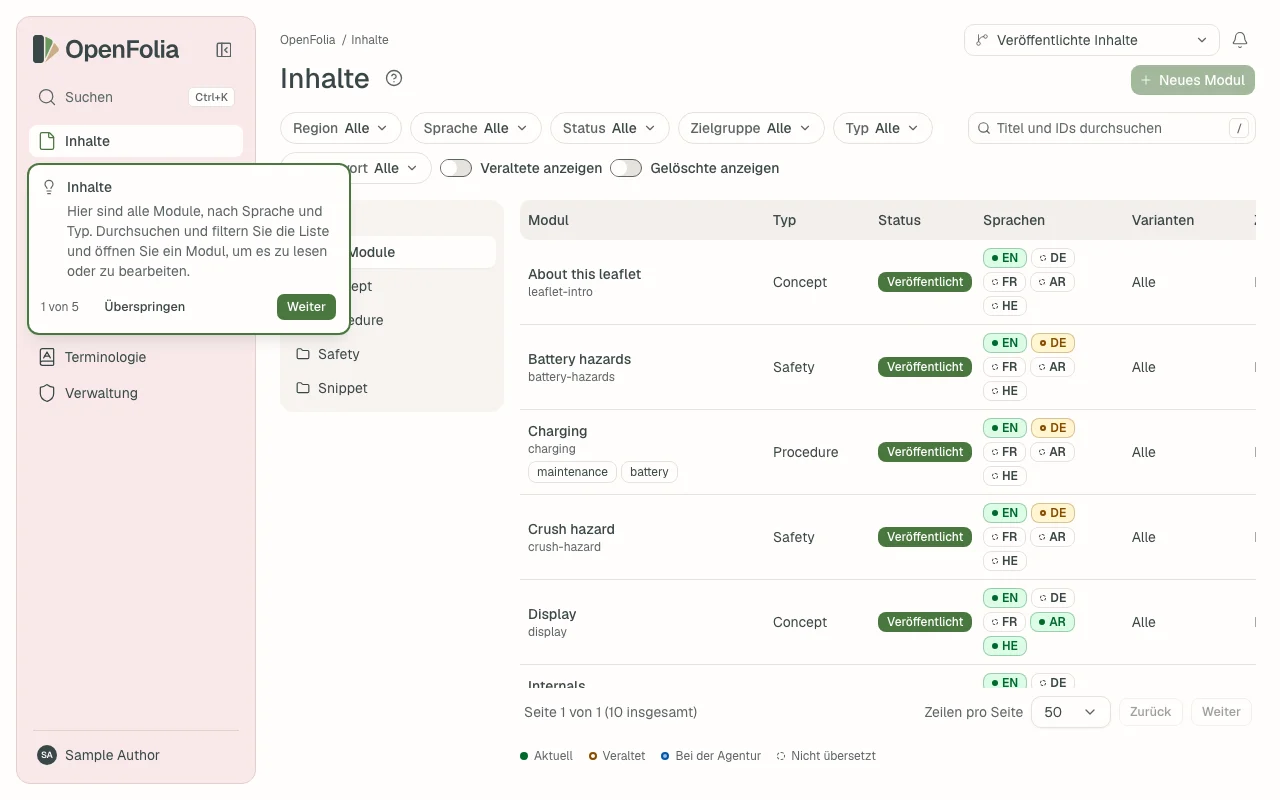 OpenFolia
Suchen Ctrl+K
Inhalte
Inhalte
Hier sind alle Module, nach Sprache und
Typ. Durchsuchen und filtern Sie die Liste
und öffnen Sie ein Modul, um es zu lesen
oder zu bearbeiten.
1 von 5 Überspringen Weiter
Terminologie
Verwaltung
SA Sample Author
OpenFolia / Inhalte
Veröffentlichte Inhalte
Inhalte
Neues Modul
Region Alle
Sprache Alle
Status Alle
Zielgruppe Alle
Typ Alle
Titel und IDs durchsuchen /
Alle
Veraltete anzeigen
Gelöschte anzeigen
Module
Safety
Snippet
Modul Typ Status Sprachen Varianten
About this leaflet
leaflet-intro
Concept Veröffentlicht EN DE FR AR HE Alle
Battery hazards
battery-hazards
Safety Veröffentlicht EN DE FR AR HE Alle
Charging
charging
maintenance battery
Procedure Veröffentlicht EN DE FR AR HE Alle
Crush hazard
crush-hazard
Safety Veröffentlicht EN DE FR AR HE Alle
Display
display
Concept Veröffentlicht EN DE FR AR HE Alle
Internals EN DE
Seite 1 von 1 (10 insgesamt)
Zeilen pro Seite 50 Zurück Weiter
Aktuell Veraltet Bei der Agentur Nicht übersetzt